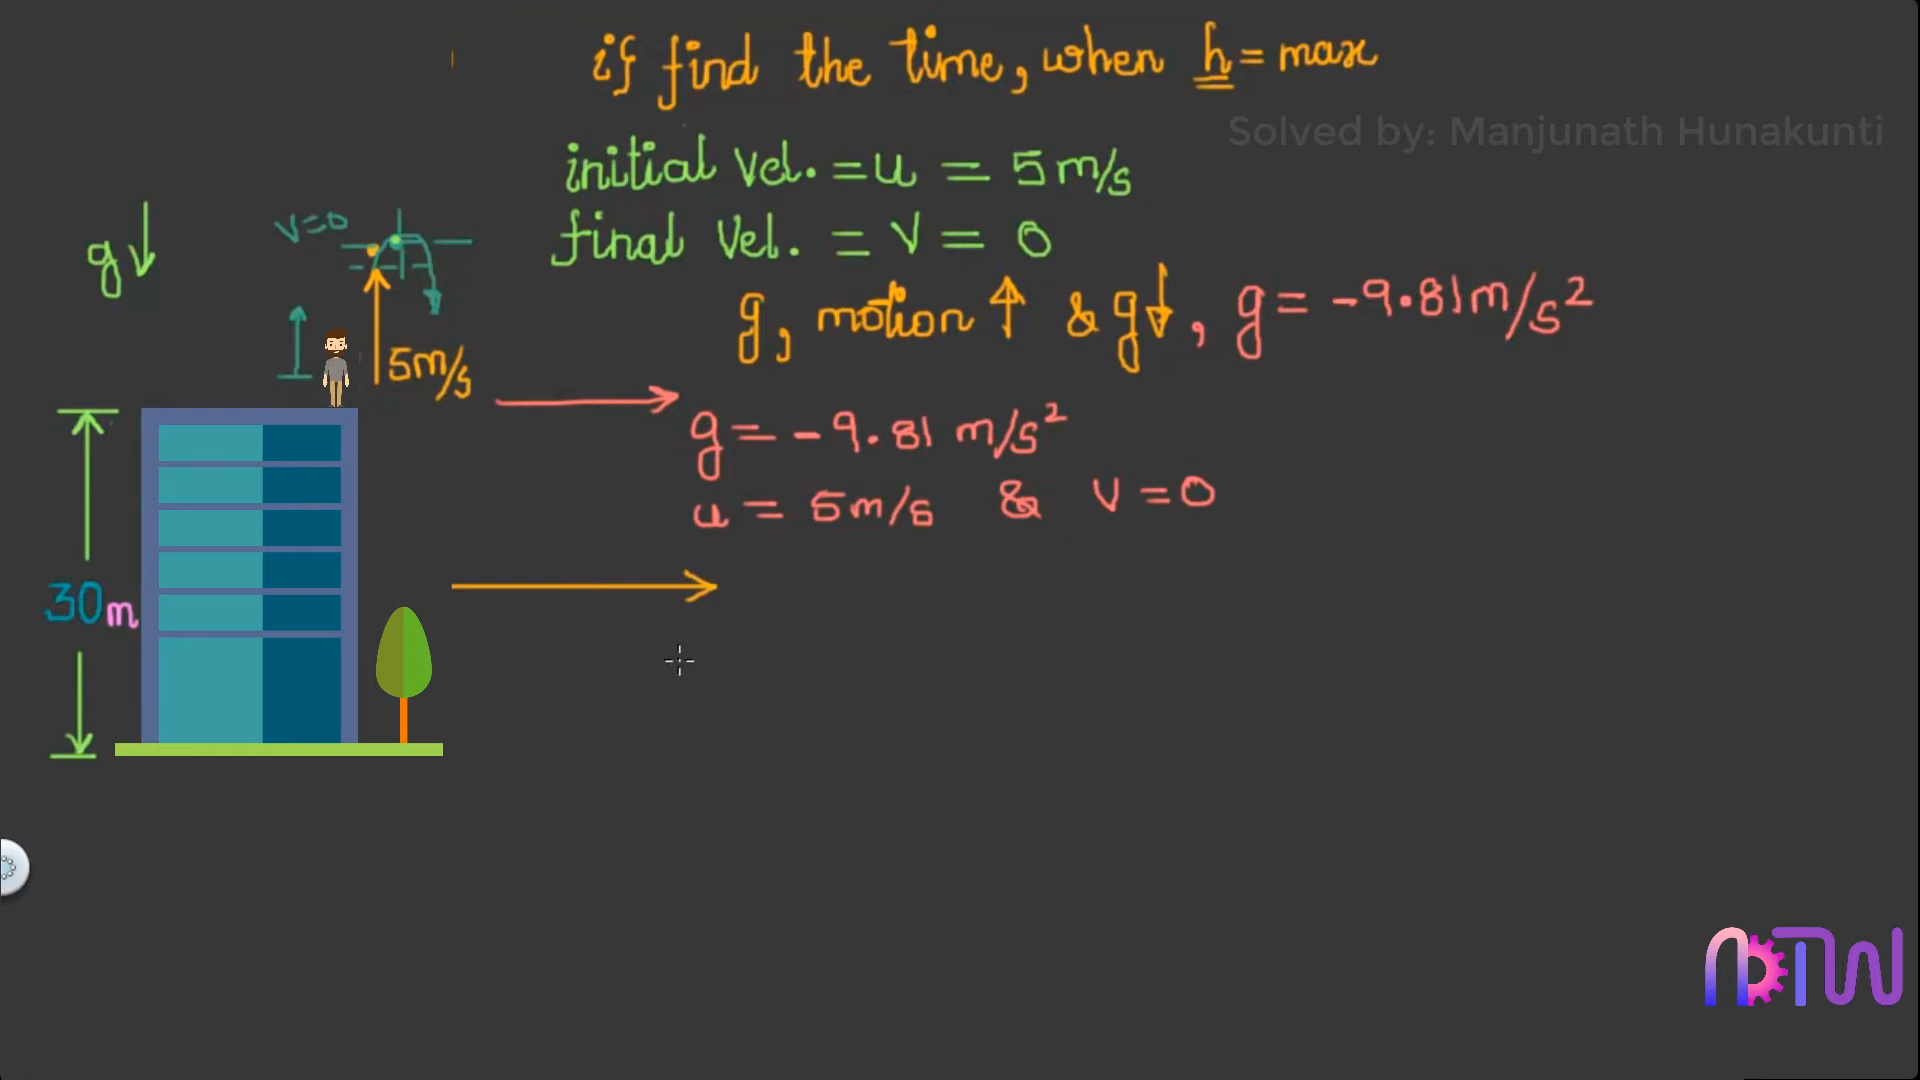 if find the time, when h = max
Solved by: Manjunath Hunakunti
initial Vel. = u = 5 m/s
final Vel. = V = 0
g, motion ↑ & g↓, g = -9.81 m/s²
g = -9.81 m/s²
u = 5 m/s & V = 0
g↓
V=0
5m/s
30m